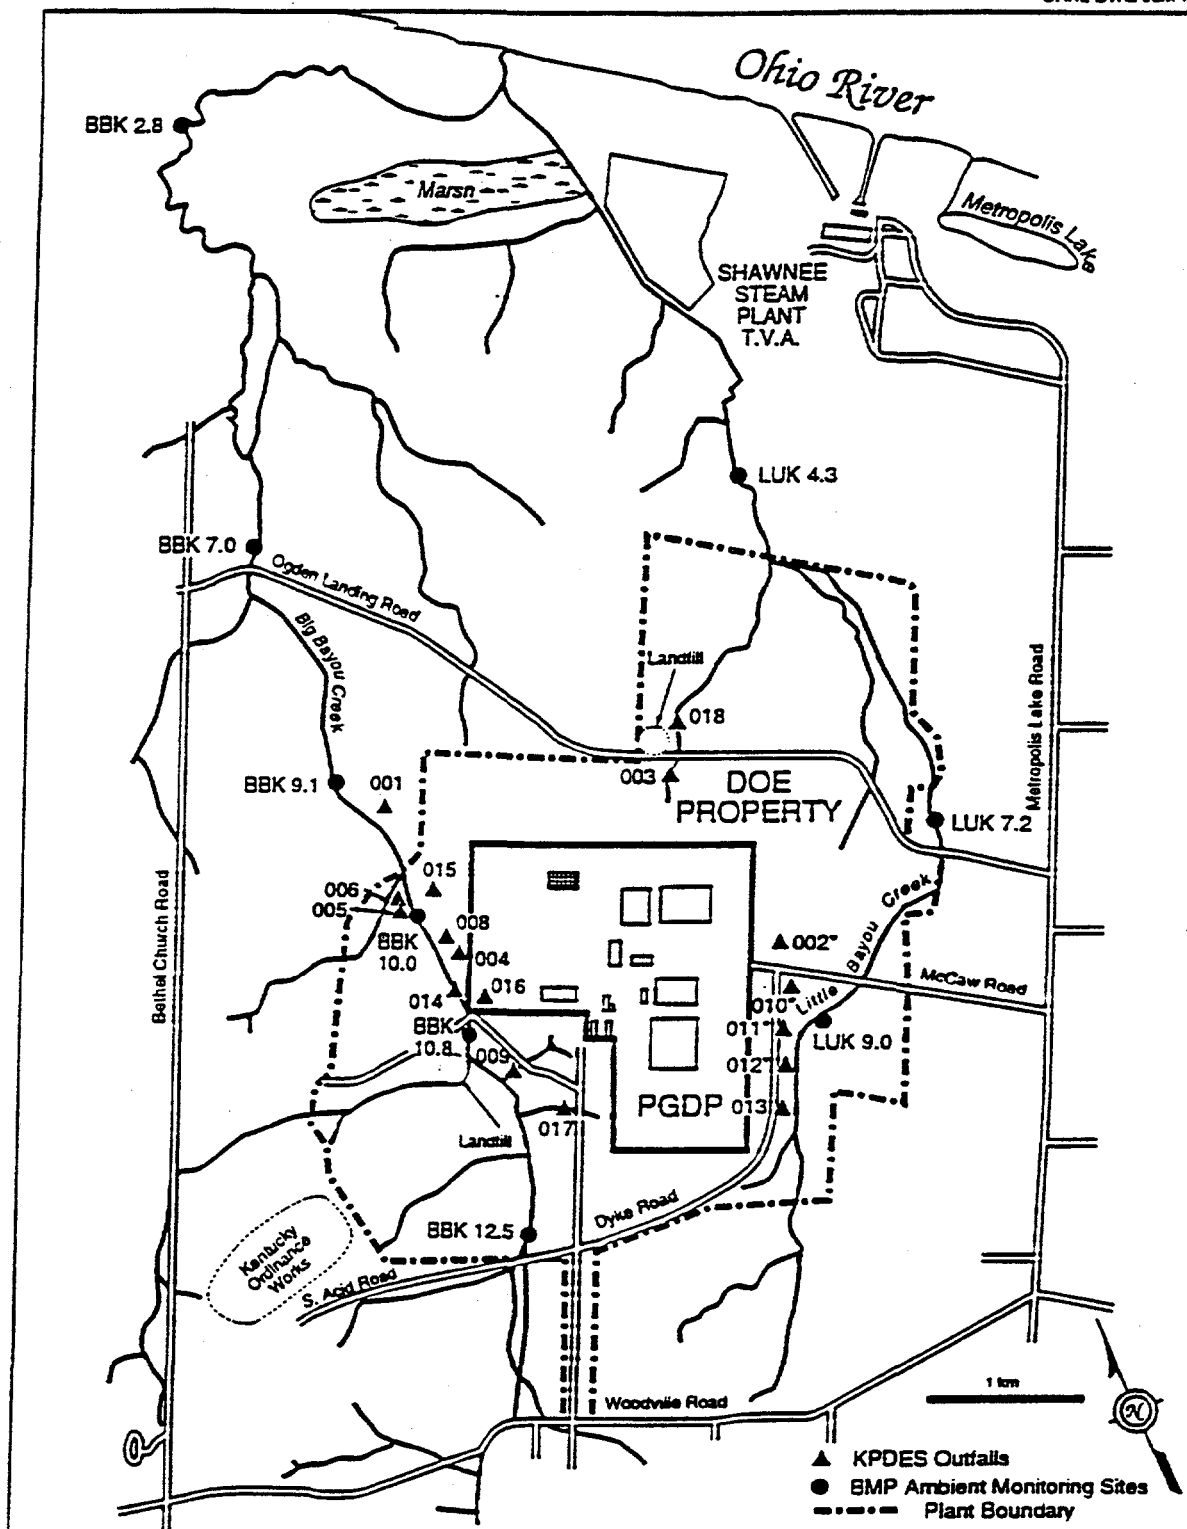 Ohio River
BBK 2.8
Marsn
Metropolis Lake
SHAWNEE
STEAM
PLANT
T.V.A.
LUK 4.3
BBK 7.0
Ogden Landing Road
Big Bayou Creek
Landfill
018
Metropolis Lake Road
BBK 9.1
001
003
DOE
PROPERTY
LUK 7.2
015
006
005
Bethel Church Road
008
BBK
10.0
004
002"
Little Bayou Creek
McCaw Road
014
016
010"
BBK
10.8
011"
LUK 9.0
009
012"
PGDP
013
017
Landfill
Dyke Road
BBK 12.5
Kentucky
Ordinance
Works
S. Acid Road
1 km
Woodville Road
N
KPDES Outfalls
BMP Ambient Monitoring Sites
Plant Boundary